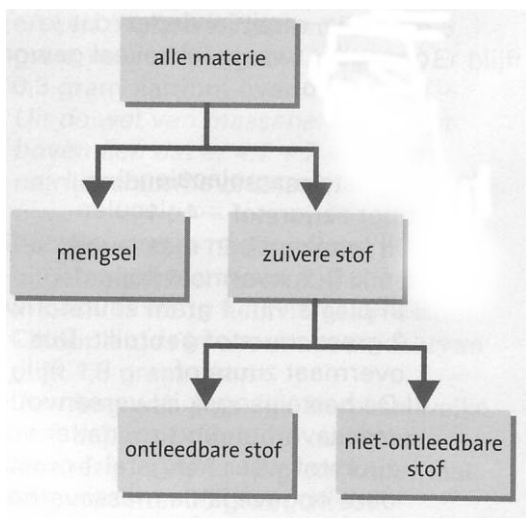 alle materie
mengsel
zuivere stof
ontleedbare stof
niet-ontleedbare
stof